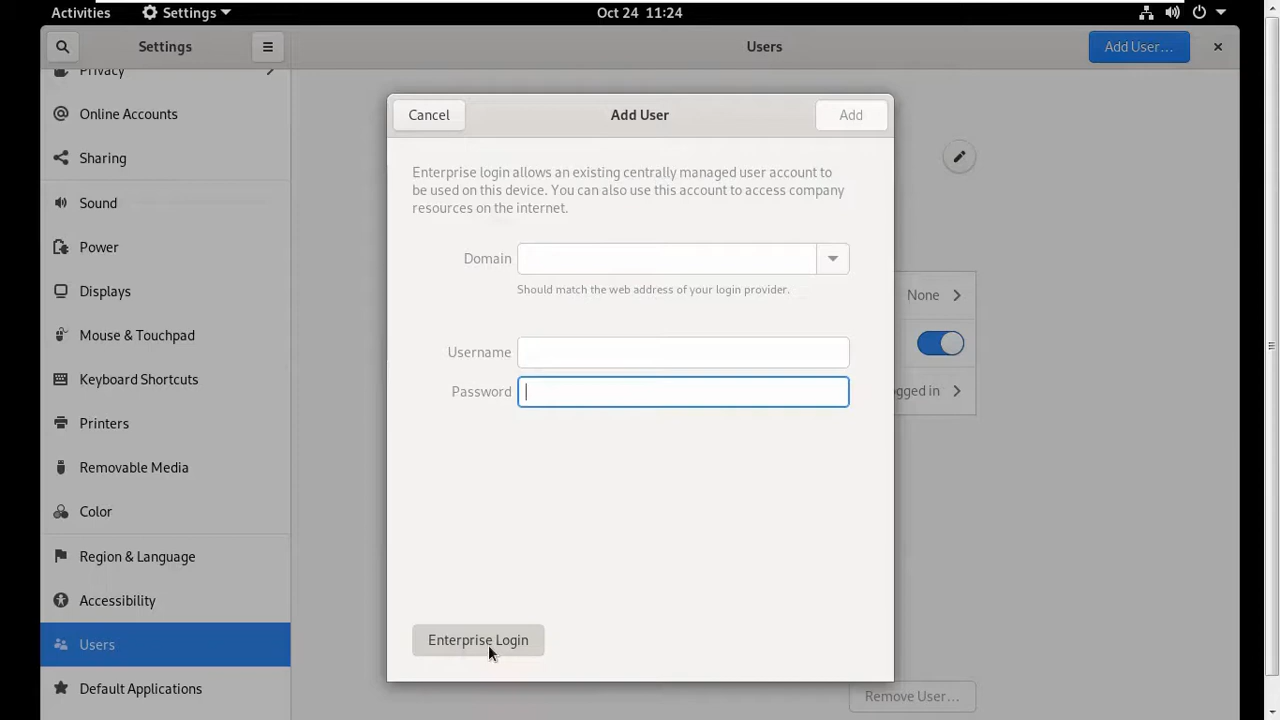 Activities
Settings
Oct 24 11:24
Settings
Users
Add User...
Privacy
Online Accounts
Sharing
Sound
Power
Displays
Mouse & Touchpad
Keyboard Shortcuts
Printers
Removable Media
Color
Region & Language
Accessibility
Users
Default Applications
Cancel
Add User
Add
Enterprise login allows an existing centrally managed user account to
be used on this device. You can also use this account to access company
resources on the internet.
Domain
Should match the web address of your login provider.
Username
Password
Enterprise Login
None
gged in
Remove User...